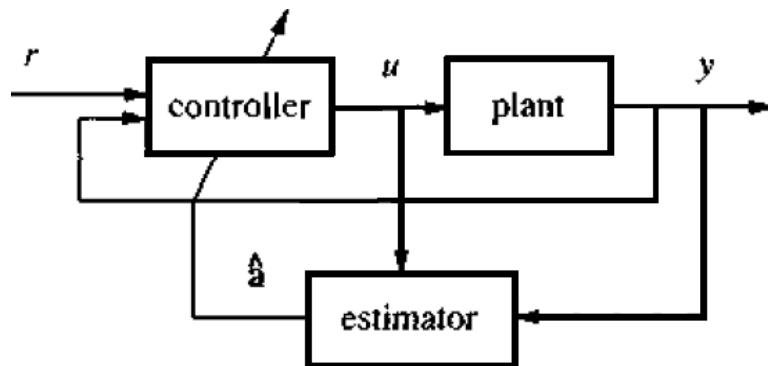 r
u
y
controller
plant
â
estimator